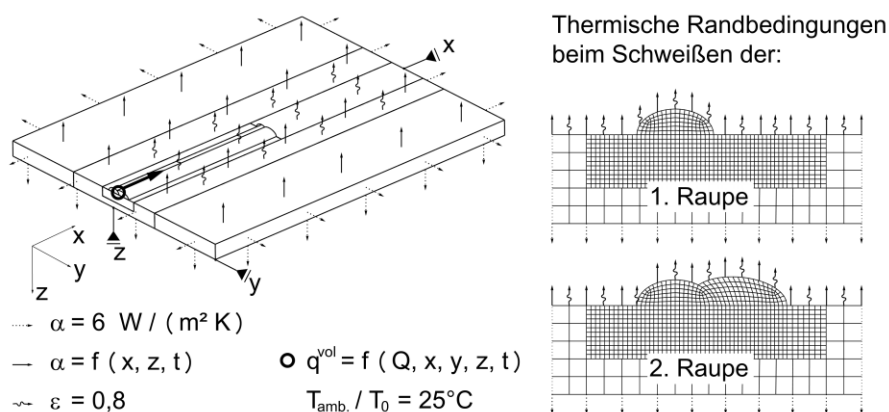 Thermische Randbedingungen
beim Schweißen der:
x
1. Raupe
z
y
x
y
z
2. Raupe
α = 6 W / ( m² K )
α = f ( x, z, t )
q^vol = f ( Q, x, y, z, t )
ε = 0,8
T_amb. / T_0 = 25°C